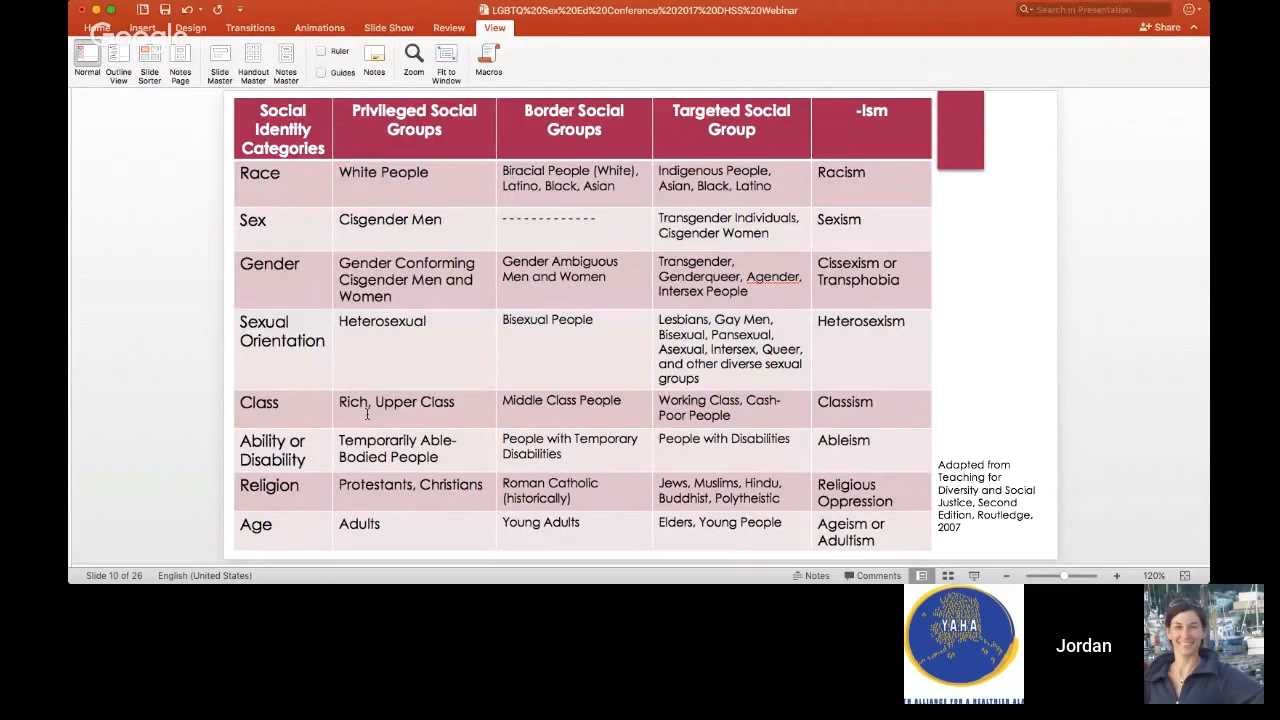 LGBTQ%20Sex%20Ed%20Conference%202017%20DHSS%20Webinar
Search in Presentation
Home Insert Design Transitions Animations Slide Show Review View
Google
Share
Normal
Outline View
Slide Sorter
Notes Page
Slide Master
Handout Master
Notes Master
Ruler
Guides
Notes
Zoom
Fit to Window
Macros
Social Identity Categories
Privileged Social Groups
Border Social Groups
Targeted Social Group
-Ism
Race
White People
Biracial People (White),
Latino, Black, Asian
Indigenous People,
Asian, Black, Latino
Racism
Sex
Cisgender Men
- - - - - - - - - - - - -
Transgender Individuals,
Cisgender Women
Sexism
Gender
Gender Conforming
Cisgender Men and
Women
Gender Ambiguous
Men and Women
Transgender,
Genderqueer, Agender,
Intersex People
Cissexism or
Transphobia
Sexual
Orientation
Heterosexual
Bisexual People
Lesbians, Gay Men,
Bisexual, Pansexual,
Asexual, Intersex, Queer,
and other diverse sexual
groups
Heterosexism
Class
Rich, Upper Class
Middle Class People
Working Class, Cash-
Poor People
Classism
Ability or
Disability
Temporarily Able-
Bodied People
People with Temporary
Disabilities
People with Disabilities
Ableism
Religion
Protestants, Christians
Roman Catholic
(historically)
Jews, Muslims, Hindu,
Buddhist, Polytheistic
Religious
Oppression
Age
Adults
Young Adults
Elders, Young People
Ageism or
Adultism
Adapted from
Teaching for
Diversity and Social
Justice, Second
Edition, Routledge,
2007
Slide 10 of 26 English (United States)
Notes Comments 120%
YAHA
Jordan